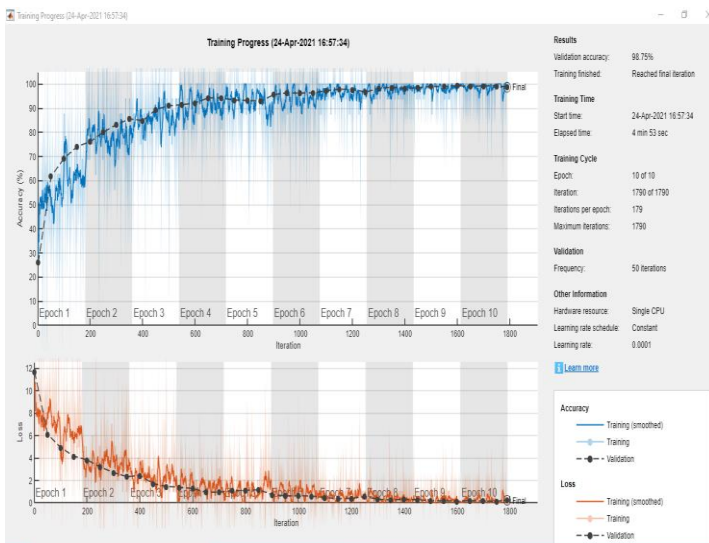 Training Progress (24-Apr-2021 16:57:34)
Training Progress (24-Apr-2021 16:57:34)
100
90
80
70
60
50
40
30
20
10
0
Accuracy (%)
Final
Epoch 1 Epoch 2 Epoch 3 Epoch 4 Epoch 5 Epoch 6 Epoch 7 Epoch 8 Epoch 9 Epoch 10
200 400 600 800 1000 1200 1400 1600 1800
Iteration
12
10
8
6
4
2
0
Loss
Epoch 1 Epoch 2 Epoch 3 Epoch 4 Epoch 5 Epoch 6 Epoch 7 Epoch 8 Epoch 9 Epoch 10
Final
0 200 400 600 800 1000 1200 1400 1600 1800
Iteration
Results
Validation accuracy: 98.75%
Training finished: Reached final iteration
Training Time
Start time: 24-Apr-2021 16:57:34
Elapsed time: 4 min 53 sec
Training Cycle
Epoch: 10 of 10
Iteration: 1790 of 1790
Iterations per epoch: 179
Maximum iterations: 1790
Validation
Frequency: 50 iterations
Other Information
Hardware resource: Single CPU
Learning rate schedule: Constant
Learning rate: 0.0001
i Learn more
Accuracy
Training (smoothed)
Training
Validation
Loss
Training (smoothed)
Training
Validation